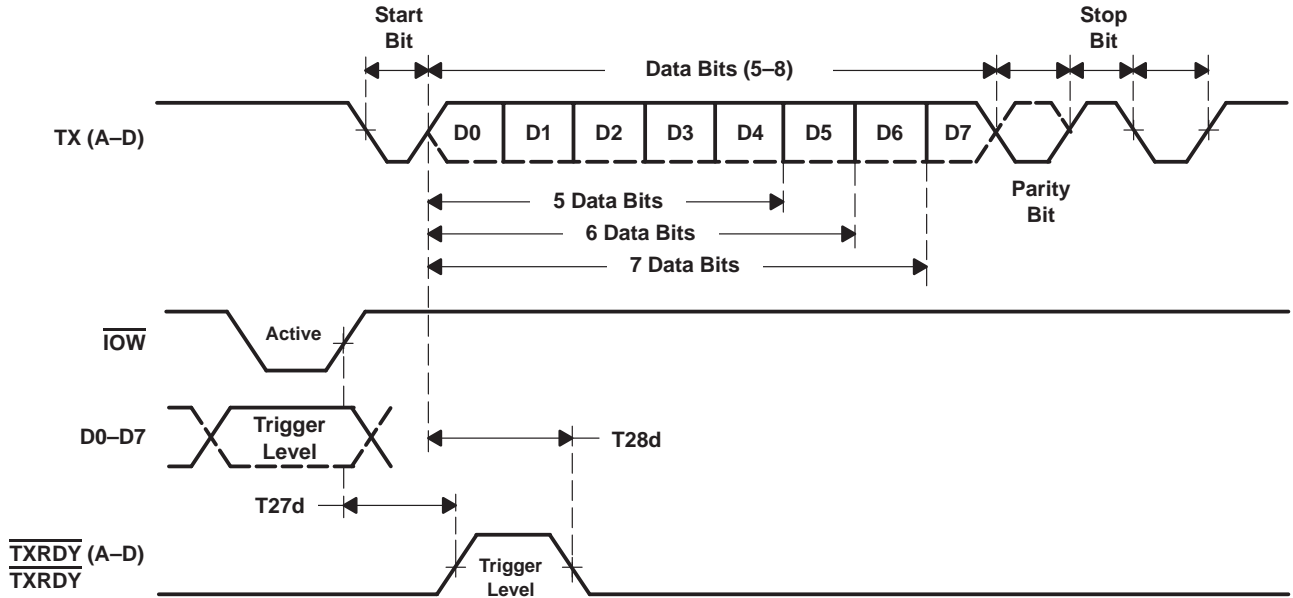 Start
Bit
Stop
Bit
Data Bits (5–8)
TX (A–D)
D0 D1 D2 D3 D4 D5 D6 D7
Parity
Bit
5 Data Bits
6 Data Bits
7 Data Bits
IOW
Active
D0–D7
Trigger
Level
T28d
T27d
TXRDY (A–D)
TXRDY
Trigger
Level